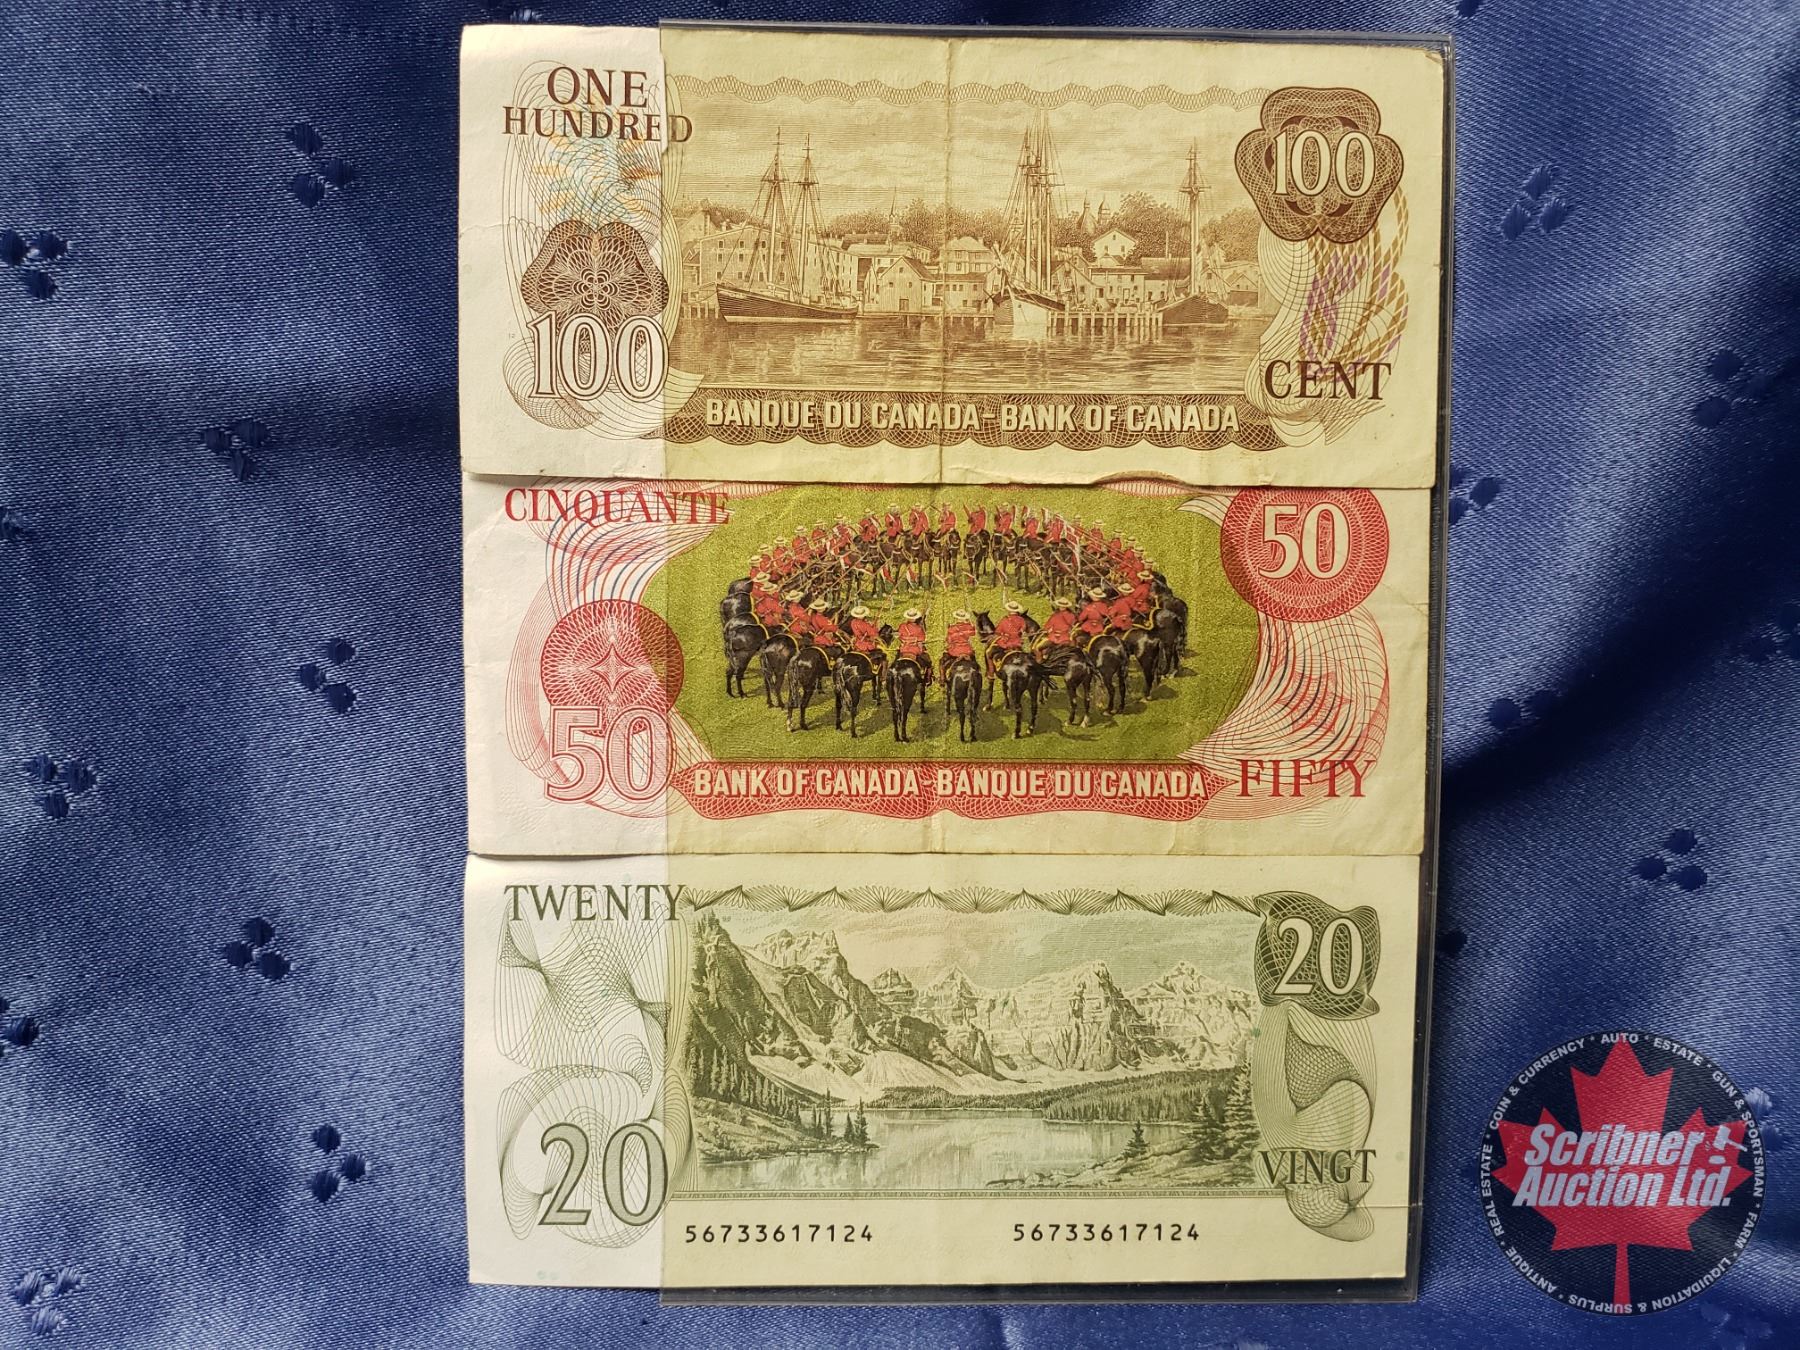 ONE
HUNDRED
100
100
CENT
BANQUE DU CANADA-BANK OF CANADA
CINQUANTE
50
50
BANK OF CANADA-BANQUE DU CANADA
FIFTY
TWENTY
20
20
VINGT
56733617124 56733617124
COIN & CURRENCY * AUTO * ESTATE * GUN & SPORTSMAN * FARM * LIQUIDATION & SURPLUS * ANTIQUE * REAL ESTATE *
Scribner!
Auction Ltd.